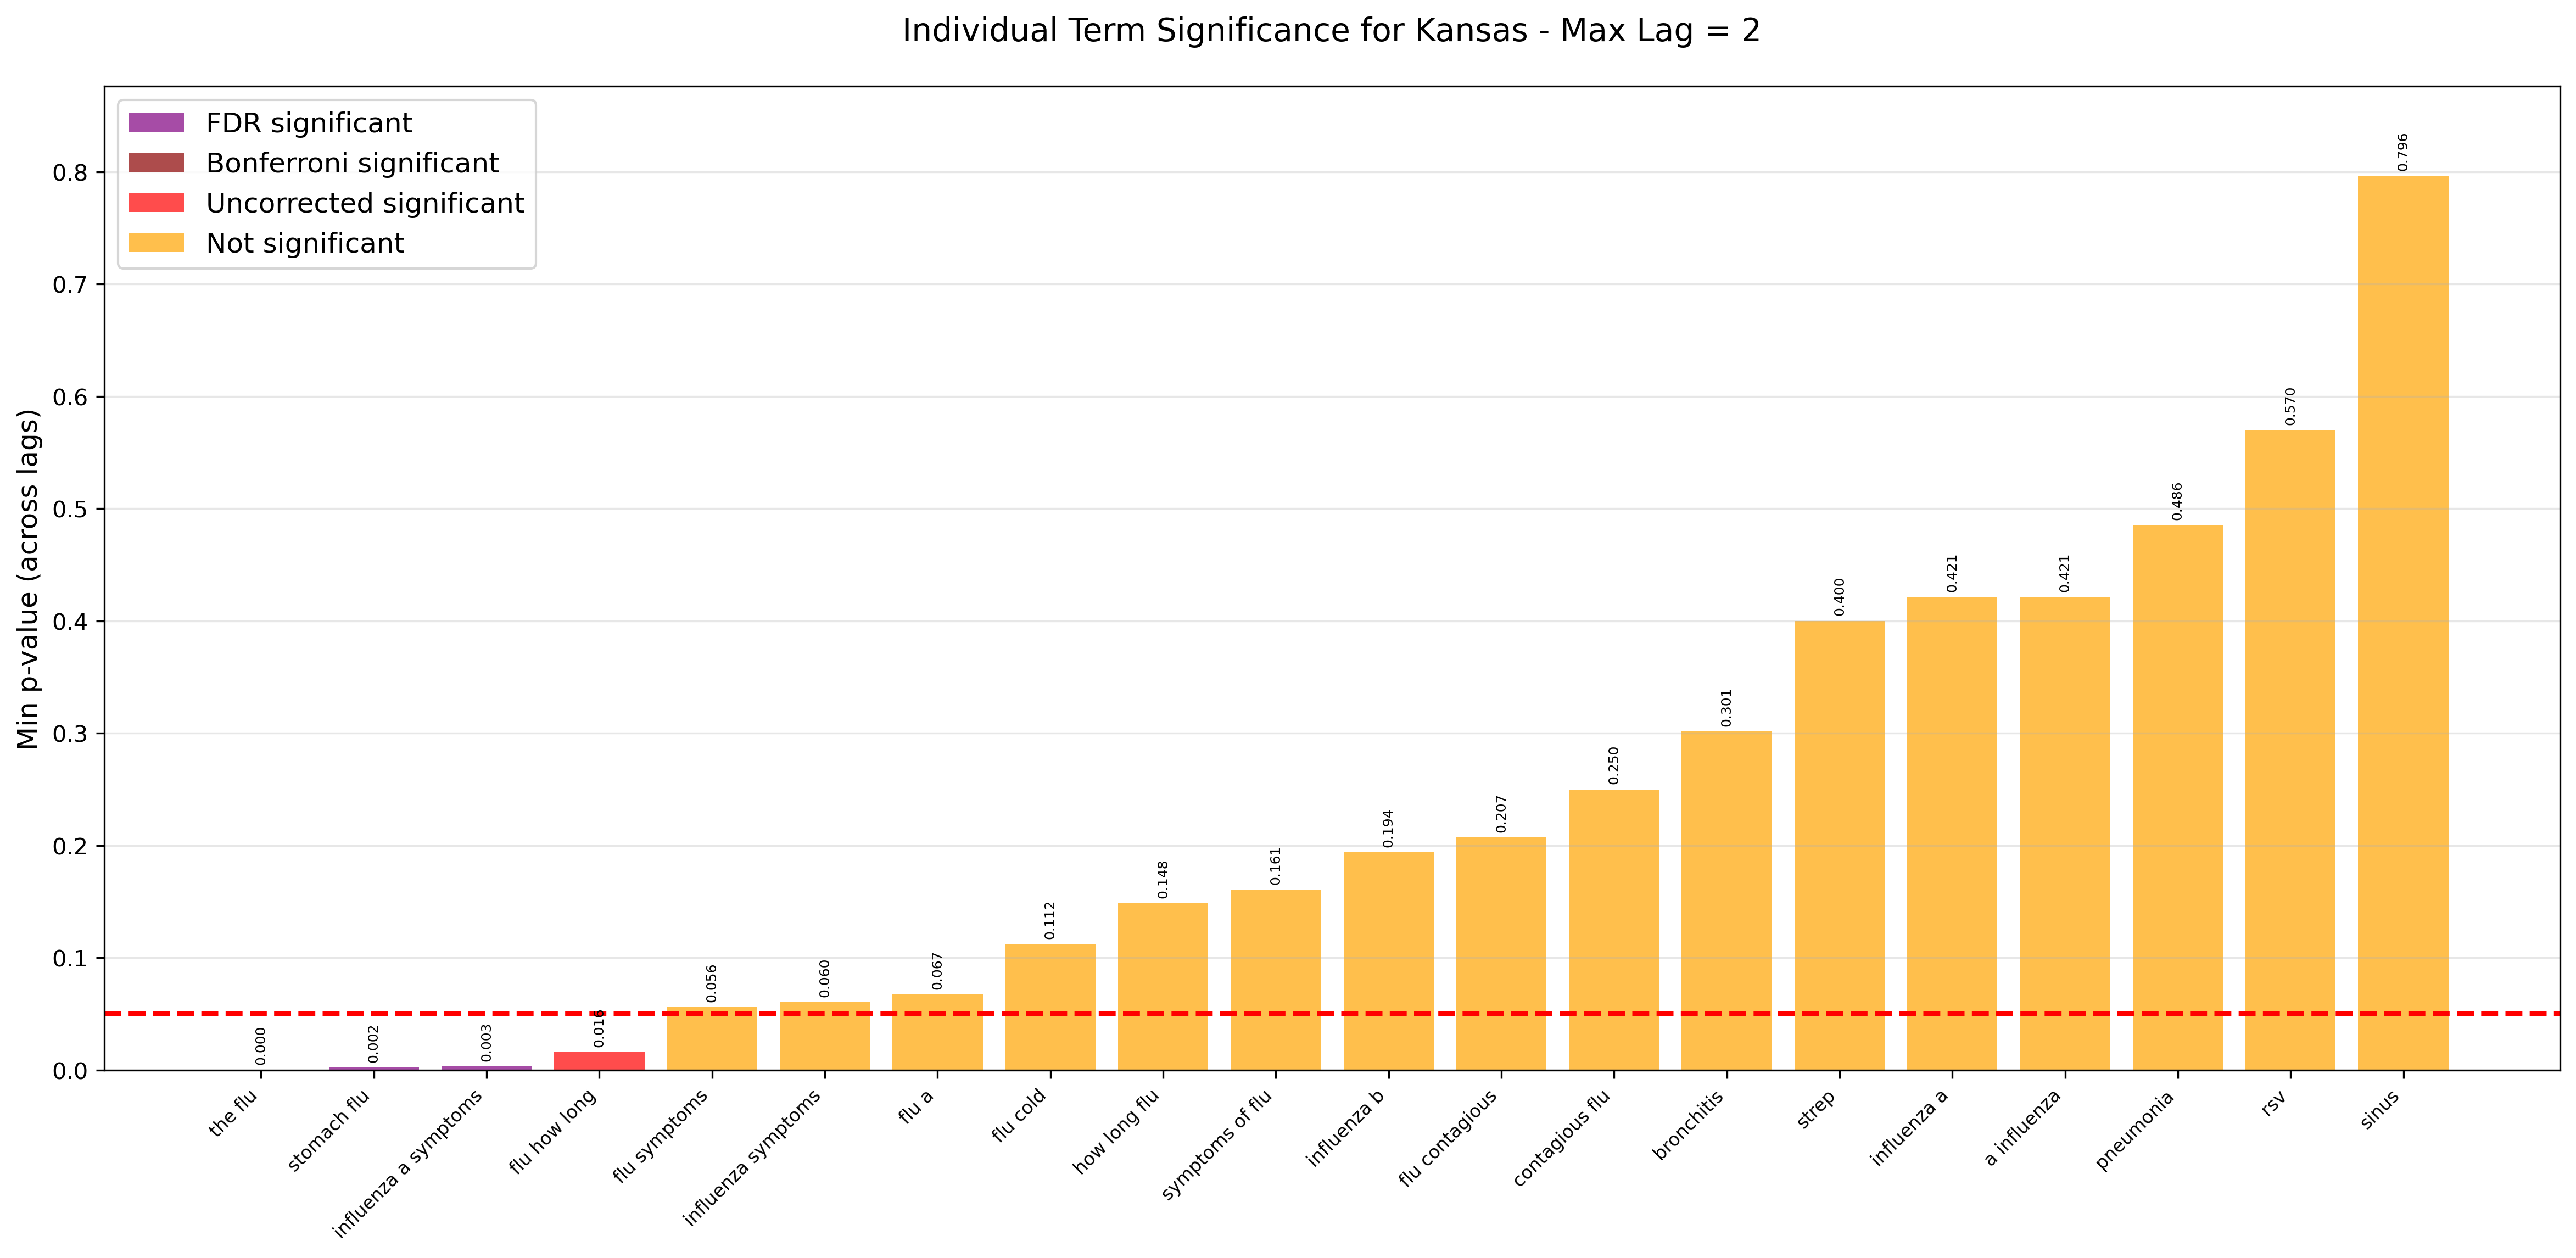 Individual Term Significance for Kansas - Max Lag = 2
FDR significant
Bonferroni significant
Uncorrected significant
Not significant
Min p-value (across lags)
0.8
0.7
0.6
0.5
0.4
0.3
0.2
0.1
0.0
0.000
0.002
0.003
0.016
0.056
0.060
0.067
0.112
0.148
0.161
0.194
0.207
0.250
0.301
0.400
0.421
0.421
0.486
0.570
0.796
the flu
stomach flu
influenza a symptoms
flu how long
flu symptoms
influenza symptoms
flu a
flu cold
how long flu
symptoms of flu
influenza b
flu contagious
contagious flu
bronchitis
strep
influenza a
a influenza
pneumonia
rsv
sinus